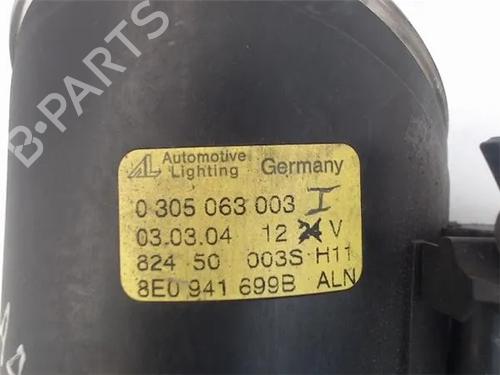 B-PARTS
AL Automotive Lighting Germany
0 305 063 003 I
03.03.04 12 24 V
824 50 003S H11
8E0 941 699B ALN